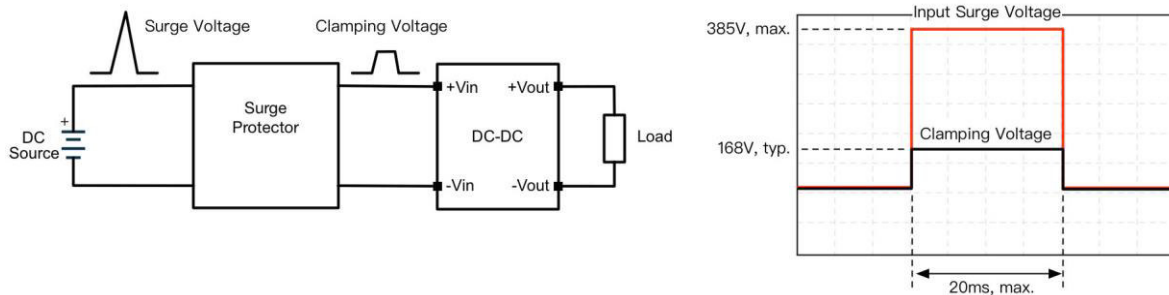 Surge Voltage
Clamping Voltage
+
DC
Source
Surge
Protector
+Vin
-Vin
DC-DC
+Vout
-Vout
Load
Input Surge Voltage
385V, max.
Clamping Voltage
168V, typ.
20ms, max.